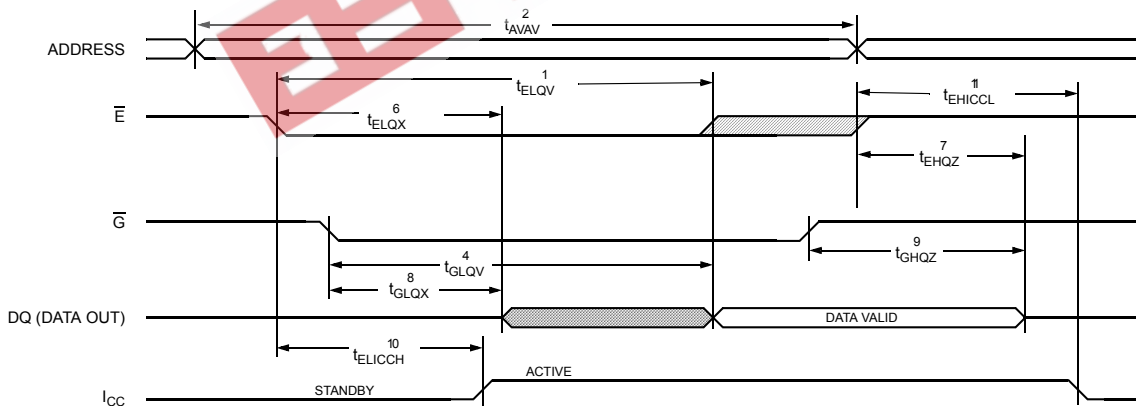 2
tAVAV
ADDRESS
1
tELQV
11
tEHICCL
E
6
tELQX
7
tEHQZ
G
4
tGLQV
9
tGHQZ
8
tGLQX
DQ (DATA OUT)
DATA VALID
10
tELICCH
ACTIVE
STANDBY
ICC